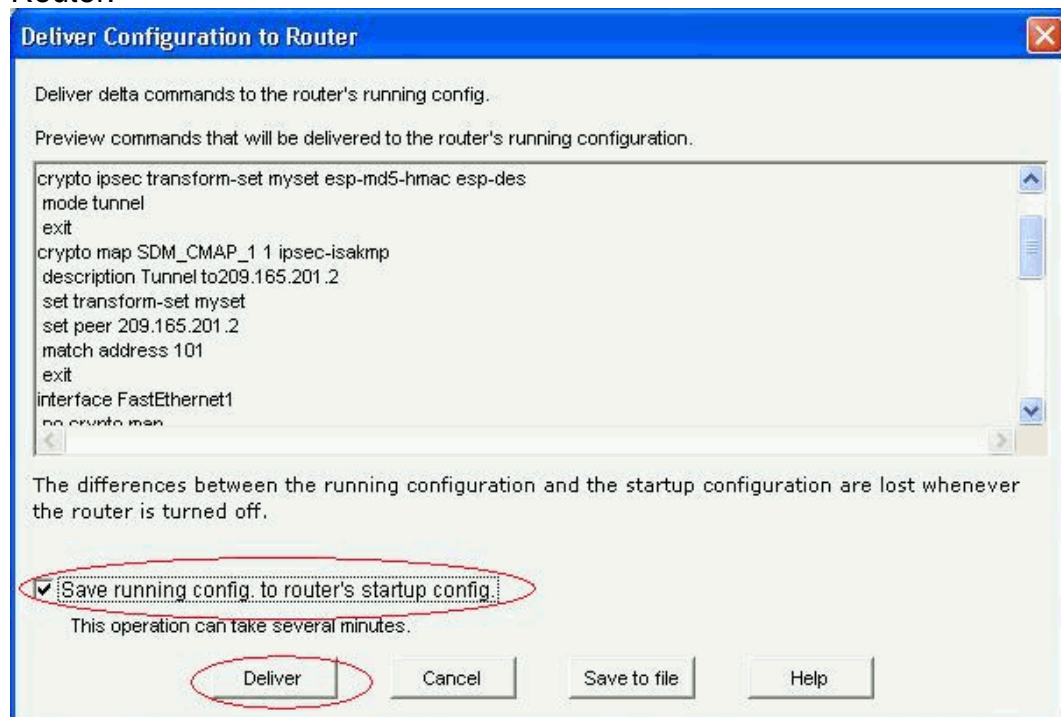 Router.
Deliver Configuration to Router
Deliver delta commands to the router's running config.
Preview commands that will be delivered to the router's running configuration.
crypto ipsec transform-set myset esp-md5-hmac esp-des
mode tunnel
exit
crypto map SDM_CMAP_1 1 ipsec-isakmp
description Tunnel to209.165.201.2
set transform-set myset
set peer 209.165.201.2
match address 101
exit
interface FastEthernet1
no crypto map
The differences between the running configuration and the startup configuration are lost whenever
the router is turned off.
Save running config. to router's startup config.
This operation can take several minutes.
Deliver Cancel Save to file Help